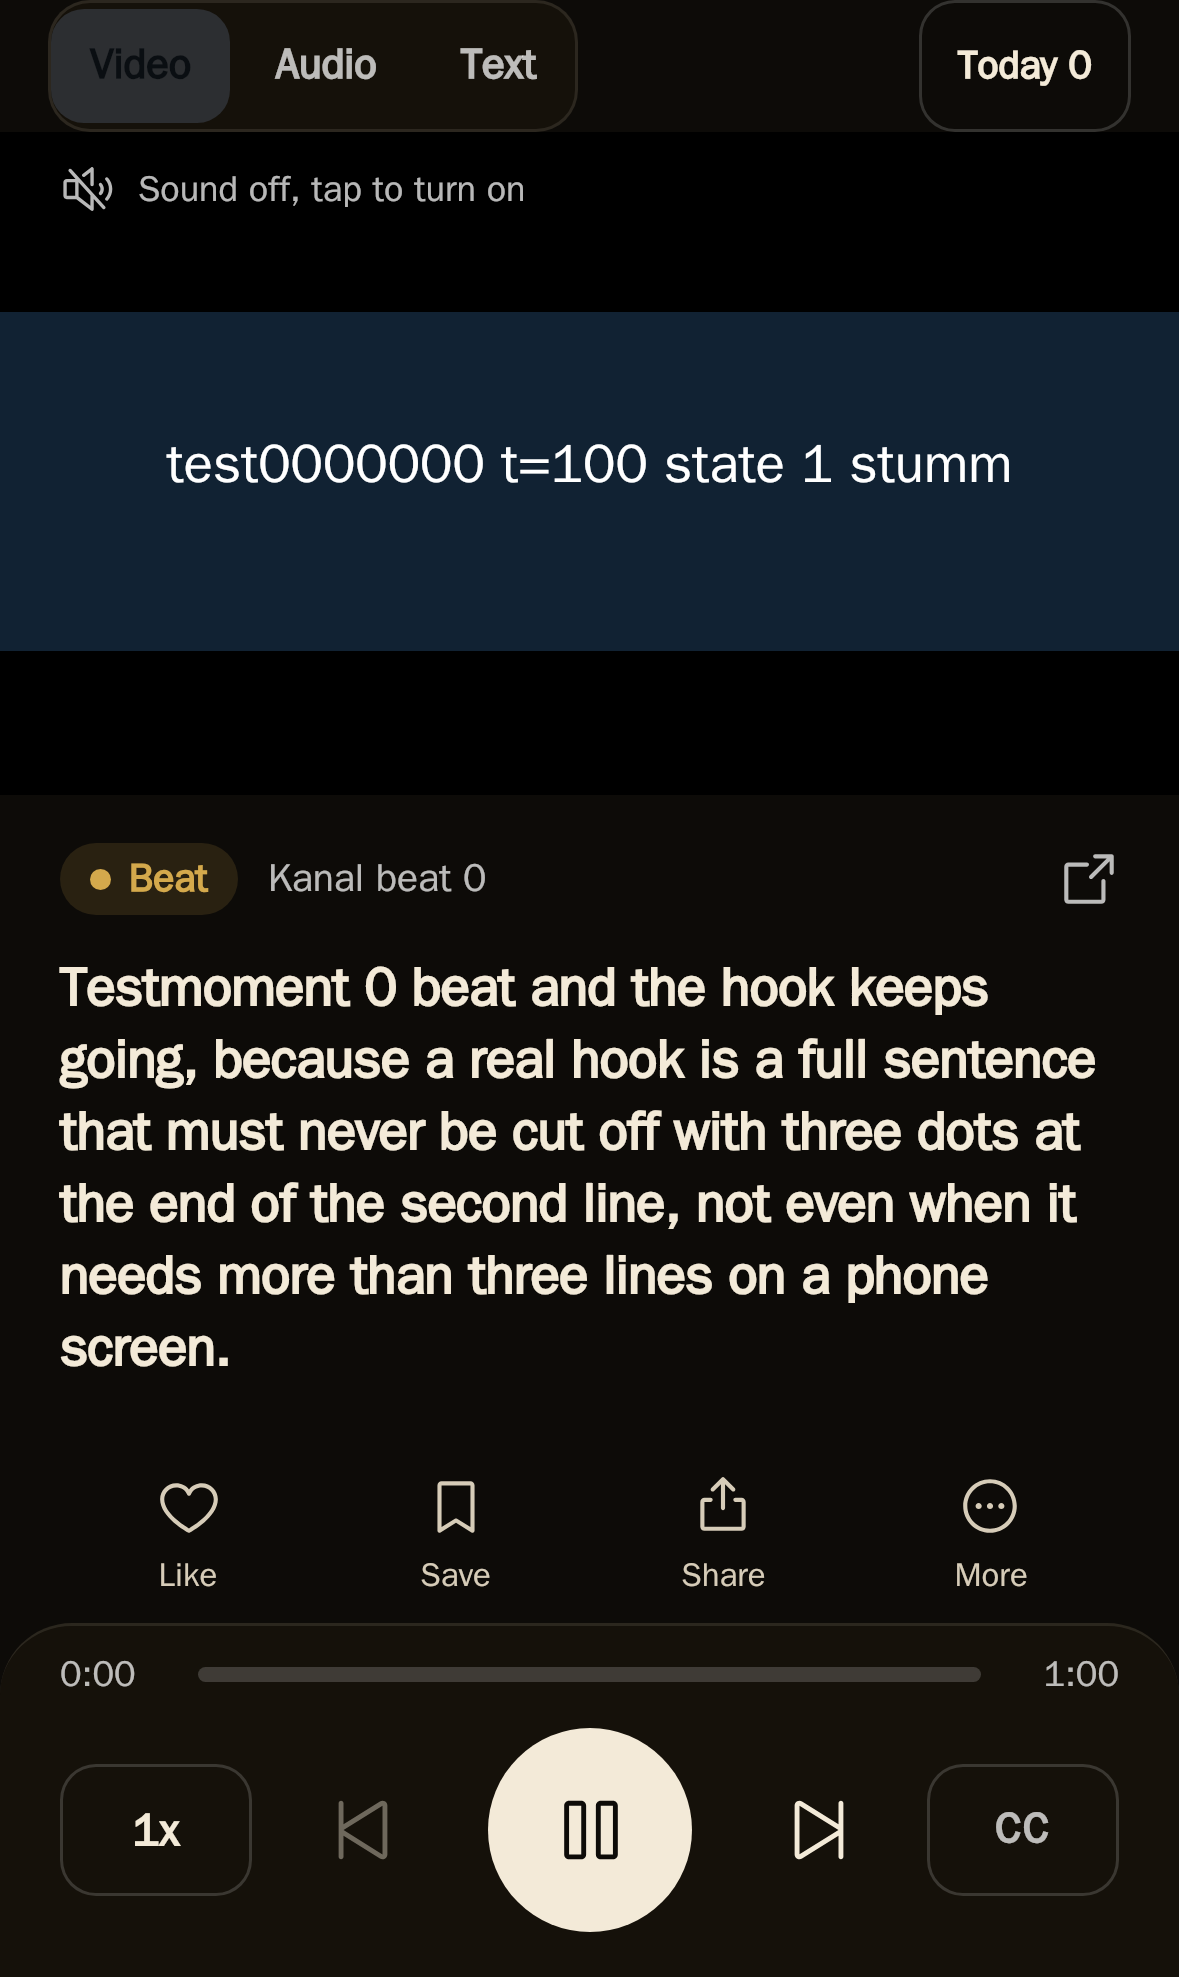 Video Audio Text Today 0
Sound off, tap to turn on
test0000000 t=100 state 1 stumm
Beat Kanal beat 0
Testmoment 0 beat and the hook keeps
going, because a real hook is a full sentence
that must never be cut off with three dots at
the end of the second line, not even when it
needs more than three lines on a phone
screen.
Like Save Share More
0:00 1:00
1x CC